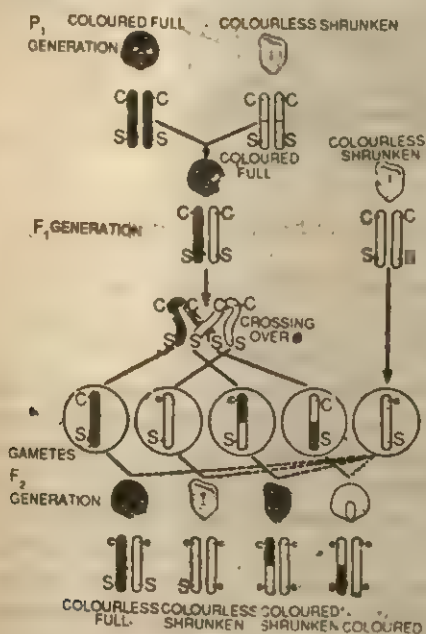 P1 COLOURED FULL COLOURLESS SHRUNKEN
GENERATION
C C C C
S S S S
COLOURLESS
SHRUNKEN
COLOURED
FULL
F1 GENERATION
C C C C
S S S
C C C C
CROSSING
OVER
S S S S
C C
S S S
GAMETES
F2
GENERATION
S S S
COLOURLESS COLOURLESS COLOURED
FULL SHRUNKEN SHRUNKEN COLOURED